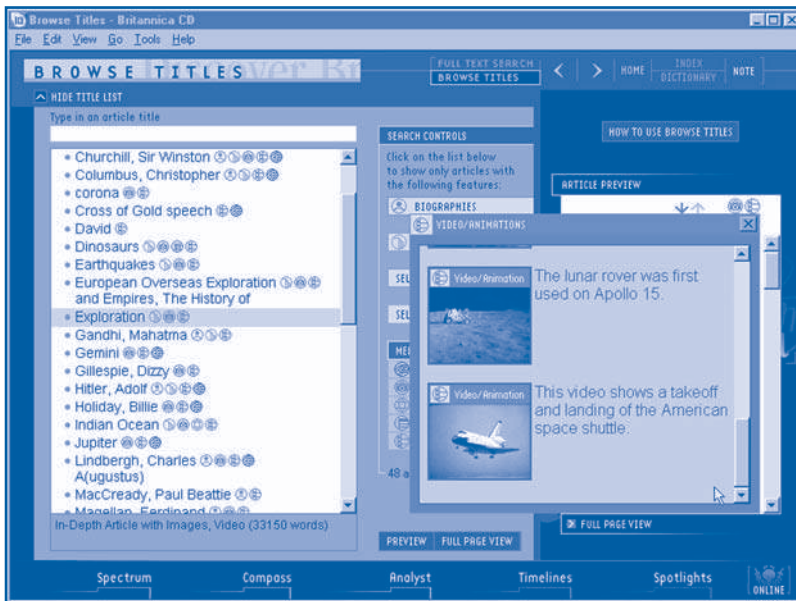 Browse Titles - Britannica CD
File Edit View Go Tools Help
BROWSE TITLES
FULL TEXT SEARCH
BROWSE TITLES
HOME
INDEX
DICTIONARY
NOTE
HIDE TITLE LIST
Type in an article title
Churchill, Sir Winston
Columbus, Christopher
corona
Cross of Gold speech
David
Dinosaurs
Earthquakes
European Overseas Exploration
and Empires, The History of
Exploration
Gandhi, Mahatma
Gemini
Gillespie, Dizzy
Hitler, Adolf
Holiday, Billie
Indian Ocean
Jupiter
Lindbergh, Charles
A(ugustus)
MacCready, Paul Beattie
Magellan, Ferdinand
In-Depth Article with Images, Video (33150 words)
SEARCH CONTROLS
Click on the list below
to show only articles with
the following features:
BIOGRAPHIES
SEL
SEL
MED
48 a
PREVIEW
FULL PAGE VIEW
HOW TO USE BROWSE TITLES
ARTICLE PREVIEW
VIDEO/ANIMATIONS
Video/Animation
The lunar rover was first
used on Apollo 15.
Video/Animation
This video shows a takeoff
and landing of the American
space shuttle.
FULL PAGE VIEW
Spectrum
Compass
Analyst
Timelines
Spotlights
ONLINE